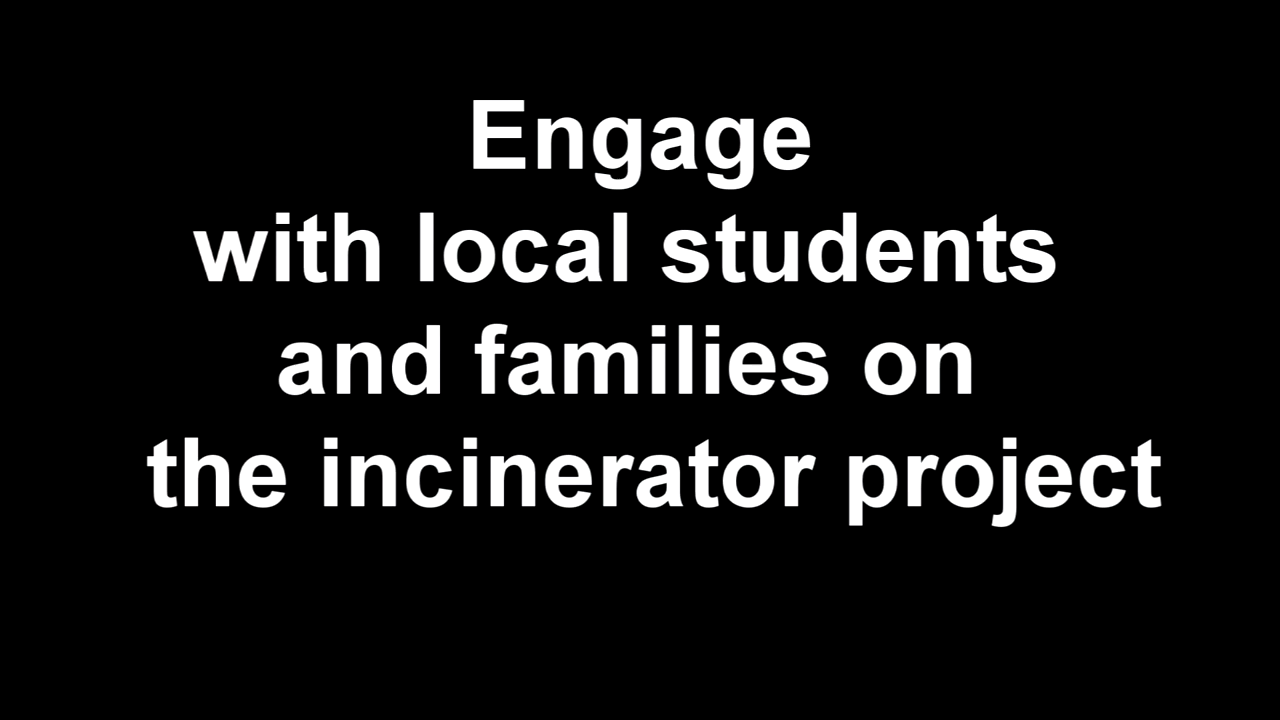 Engage
with local students
and families on
the incinerator project